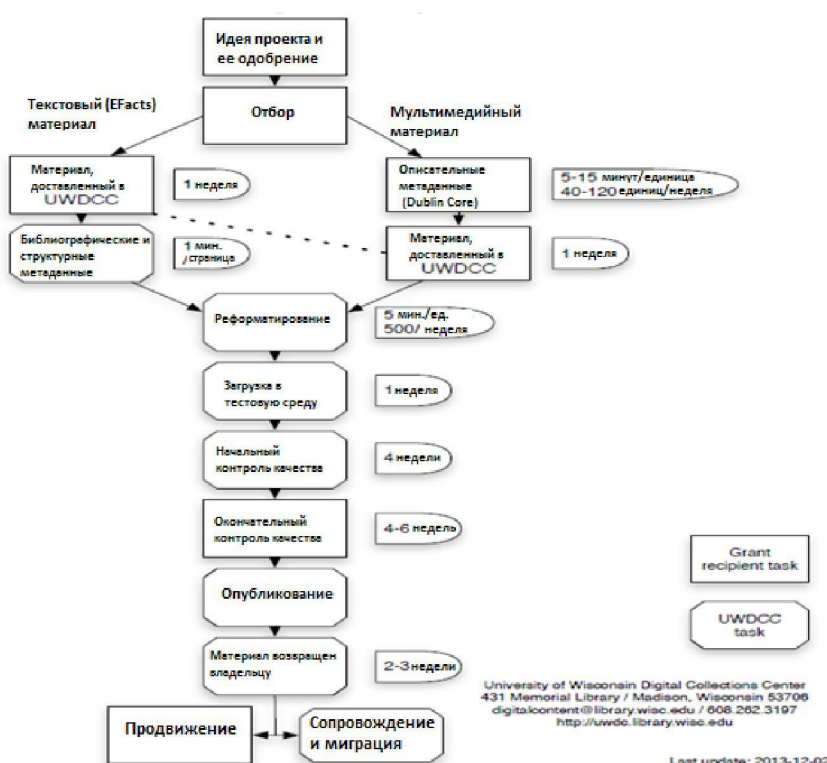 Идея проекта и
ее одобрение
Отбор
Текстовый (EFacts)
материал
Мультимедийный
материал
Материал,
доставленный в
UWDCC
1 неделя
Описательные
метаданные
(Dublin Core)
5-15 минут/единица
40-120 единиц/неделя
Библиографические и
структурные
метаданные
1 мин.
/страница
Материал,
доставленный в
UWDCC
1 неделя
Реформатирование
5 мин./ед.
500/ неделя
Загрузка в
тестовую среду
1 неделя
Начальный
контроль качества
4 недели
Окончательный
контроль качества
4-6 недель
Опубликование
Материал возвращен
владельцу
2-3 недели
Продвижение
Сопровождение
и миграция
Grant
recipient task
UWDCC
task
University of Wisconsin Digital Collections Center
431 Memorial Library / Madison, Wisconsin 53706
digitalcontent@library.wisc.edu / 608.262.3197
http://uwdc.library.wisc.edu
Last update: 2013-12-02